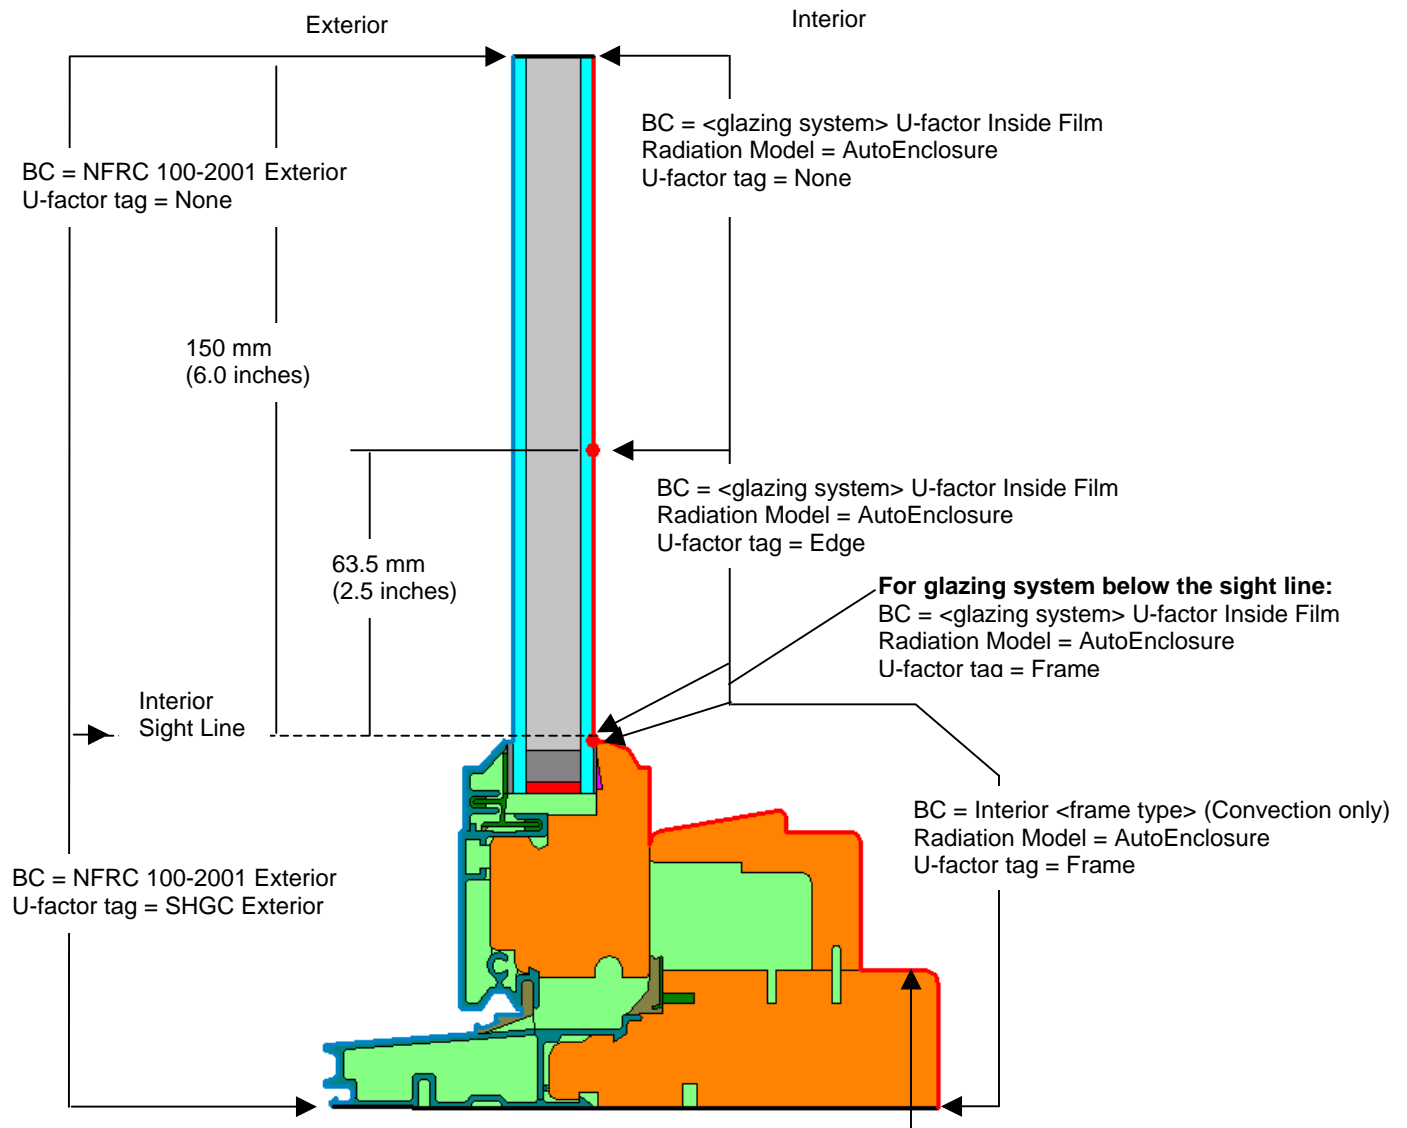 Exterior
Interior
BC = <glazing system> U-factor Inside Film
Radiation Model = AutoEnclosure
U-factor tag = None
BC = NFRC 100-2001 Exterior
U-factor tag = None
150 mm
(6.0 inches)
BC = <glazing system> U-factor Inside Film
Radiation Model = AutoEnclosure
U-factor tag = Edge
63.5 mm
(2.5 inches)
For glazing system below the sight line:
BC = <glazing system> U-factor Inside Film
Radiation Model = AutoEnclosure
U-factor tag = Frame
Interior
Sight Line
BC = Interior <frame type> (Convection only)
Radiation Model = AutoEnclosure
U-factor tag = Frame
BC = NFRC 100-2001 Exterior
U-factor tag = SHGC Exterior